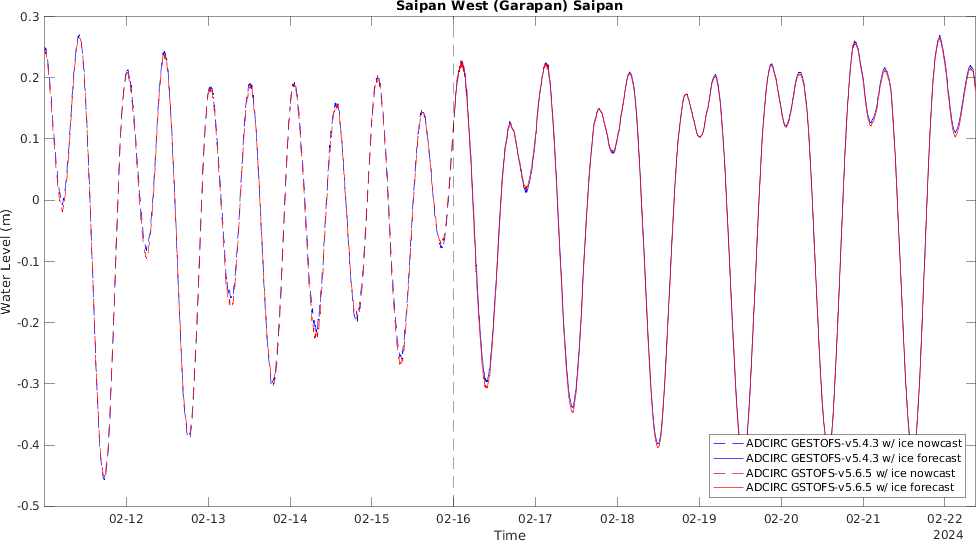 Saipan West (Garapan) Saipan
0.3
0.2
0.1
0
-0.1
-0.2
-0.3
-0.4
-0.5
Water Level (m)
ADCIRC GESTOFS-v5.4.3 w/ ice nowcast
ADCIRC GESTOFS-v5.4.3 w/ ice forecast
ADCIRC GSTOFS-v5.6.5 w/ ice nowcast
ADCIRC GSTOFS-v5.6.5 w/ ice forecast
02-12 02-13 02-14 02-15 02-16 02-17 02-18 02-19 02-20 02-21 02-22
Time 2024